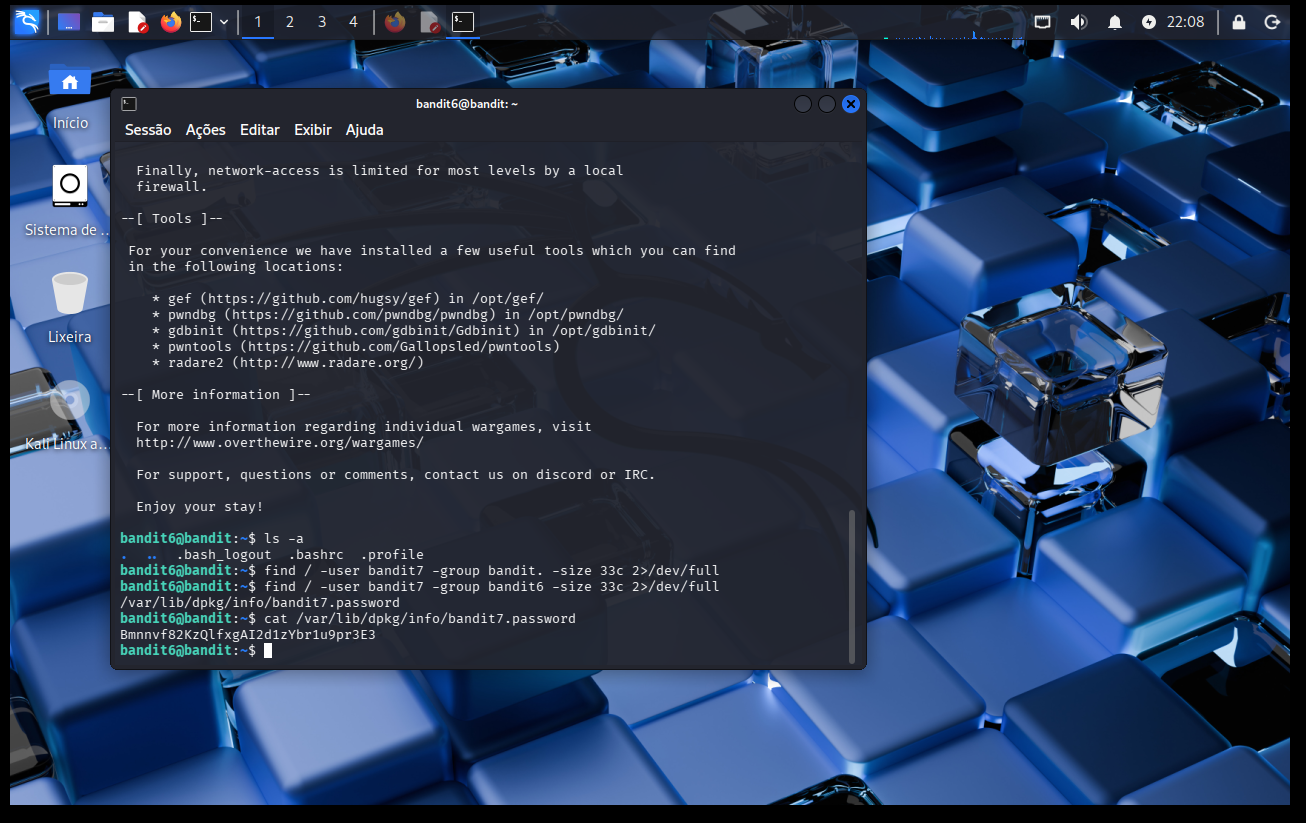 1 2 3 4
22:08
Início
Sistema de ...
Lixeira
Kali Linux a...
bandit6@bandit: ~
Sessão Ações Editar Exibir Ajuda
Finally, network-access is limited for most levels by a local
firewall.
--[ Tools ]--
For your convenience we have installed a few useful tools which you can find
in the following locations:
* gef (https://github.com/hugsy/gef) in /opt/gef/
* pwndbg (https://github.com/pwndbg/pwndbg) in /opt/pwndbg/
* gdbinit (https://github.com/gdbinit/Gdbinit) in /opt/gdbinit/
* pwntools (https://github.com/Gallopsled/pwntools)
* radare2 (http://www.radare.org/)
--[ More information ]--
For more information regarding individual wargames, visit
http://www.overthewire.org/wargames/
For support, questions or comments, contact us on discord or IRC.
Enjoy your stay!
bandit6@bandit:~$ ls -a
. .. .bash_logout .bashrc .profile
bandit6@bandit:~$ find / -user bandit7 -group bandit. -size 33c 2>/dev/full
bandit6@bandit:~$ find / -user bandit7 -group bandit6 -size 33c 2>/dev/full
/var/lib/dpkg/info/bandit7.password
bandit6@bandit:~$ cat /var/lib/dpkg/info/bandit7.password
Bmnnvf82KzQlfxgAI2d1zYbr1u9pr3E3
bandit6@bandit:~$